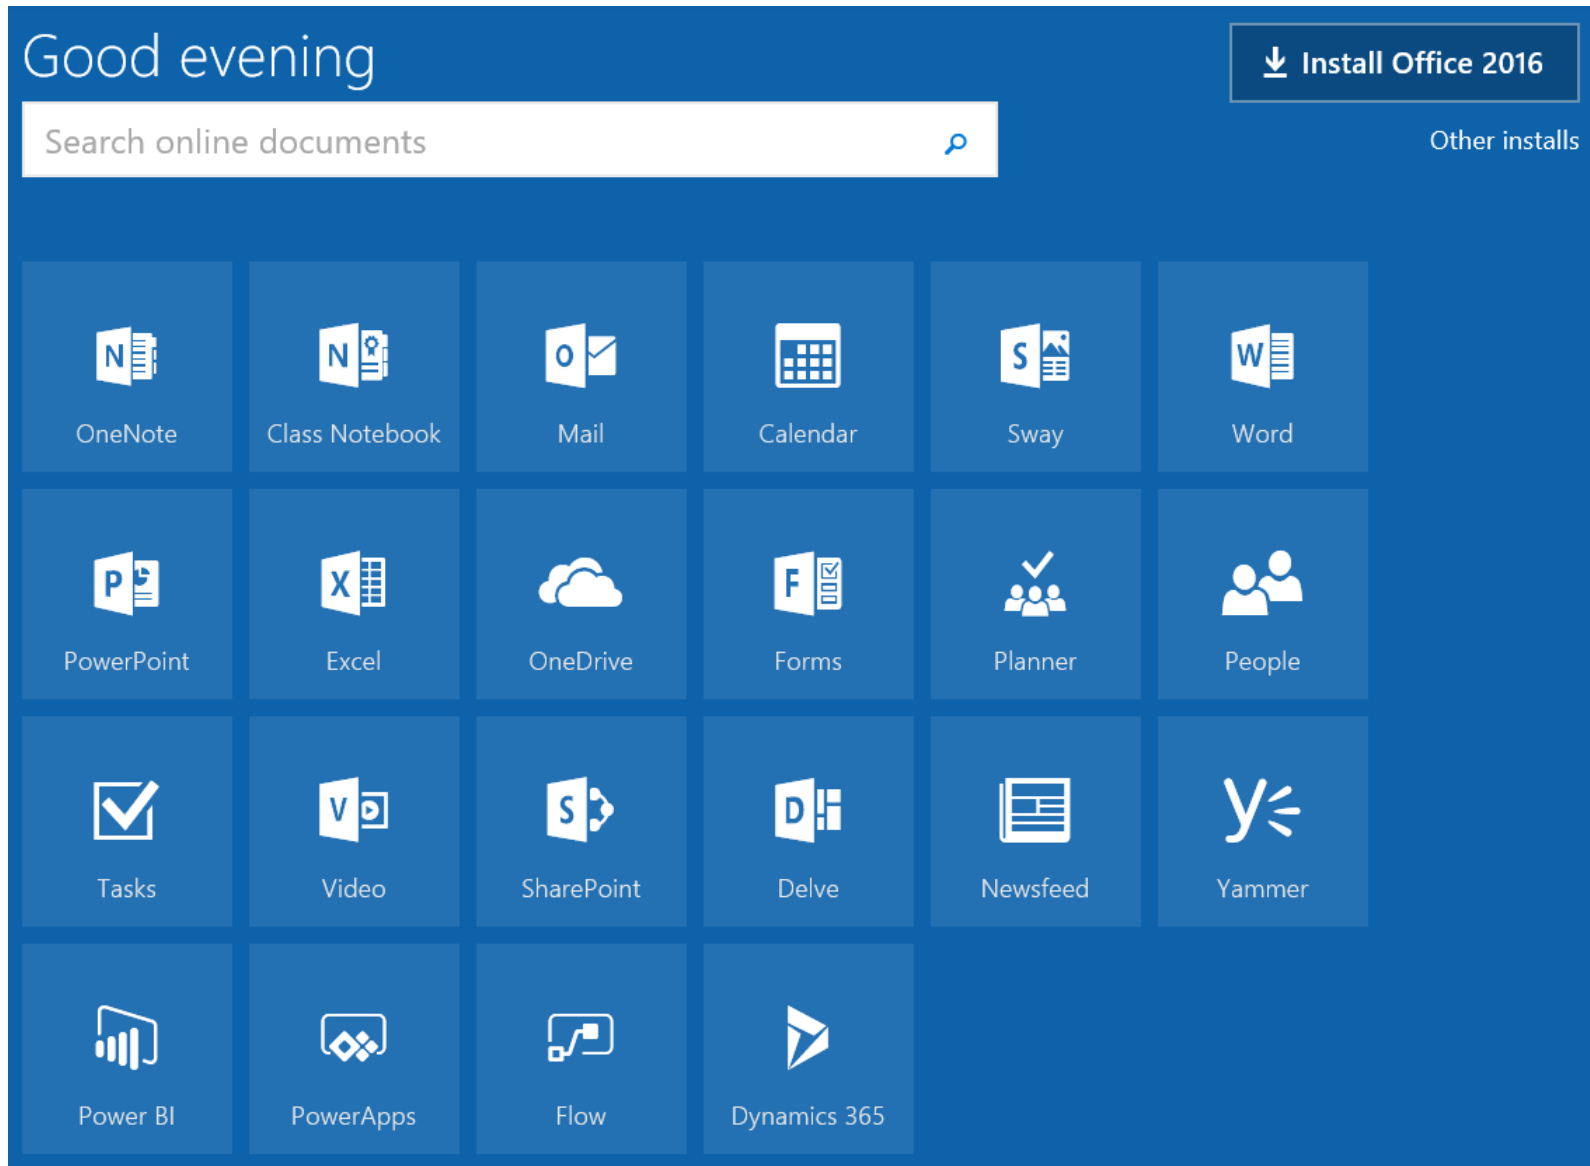 Good evening
Install Office 2016
Search online documents
Other installs
N
N
O
S
W
OneNote
Class Notebook
Mail
Calendar
Sway
Word
P
X
F
PowerPoint
Excel
OneDrive
Forms
Planner
People
V
S
D
Tasks
Video
SharePoint
Delve
Newsfeed
Yammer
Power BI
PowerApps
Flow
Dynamics 365